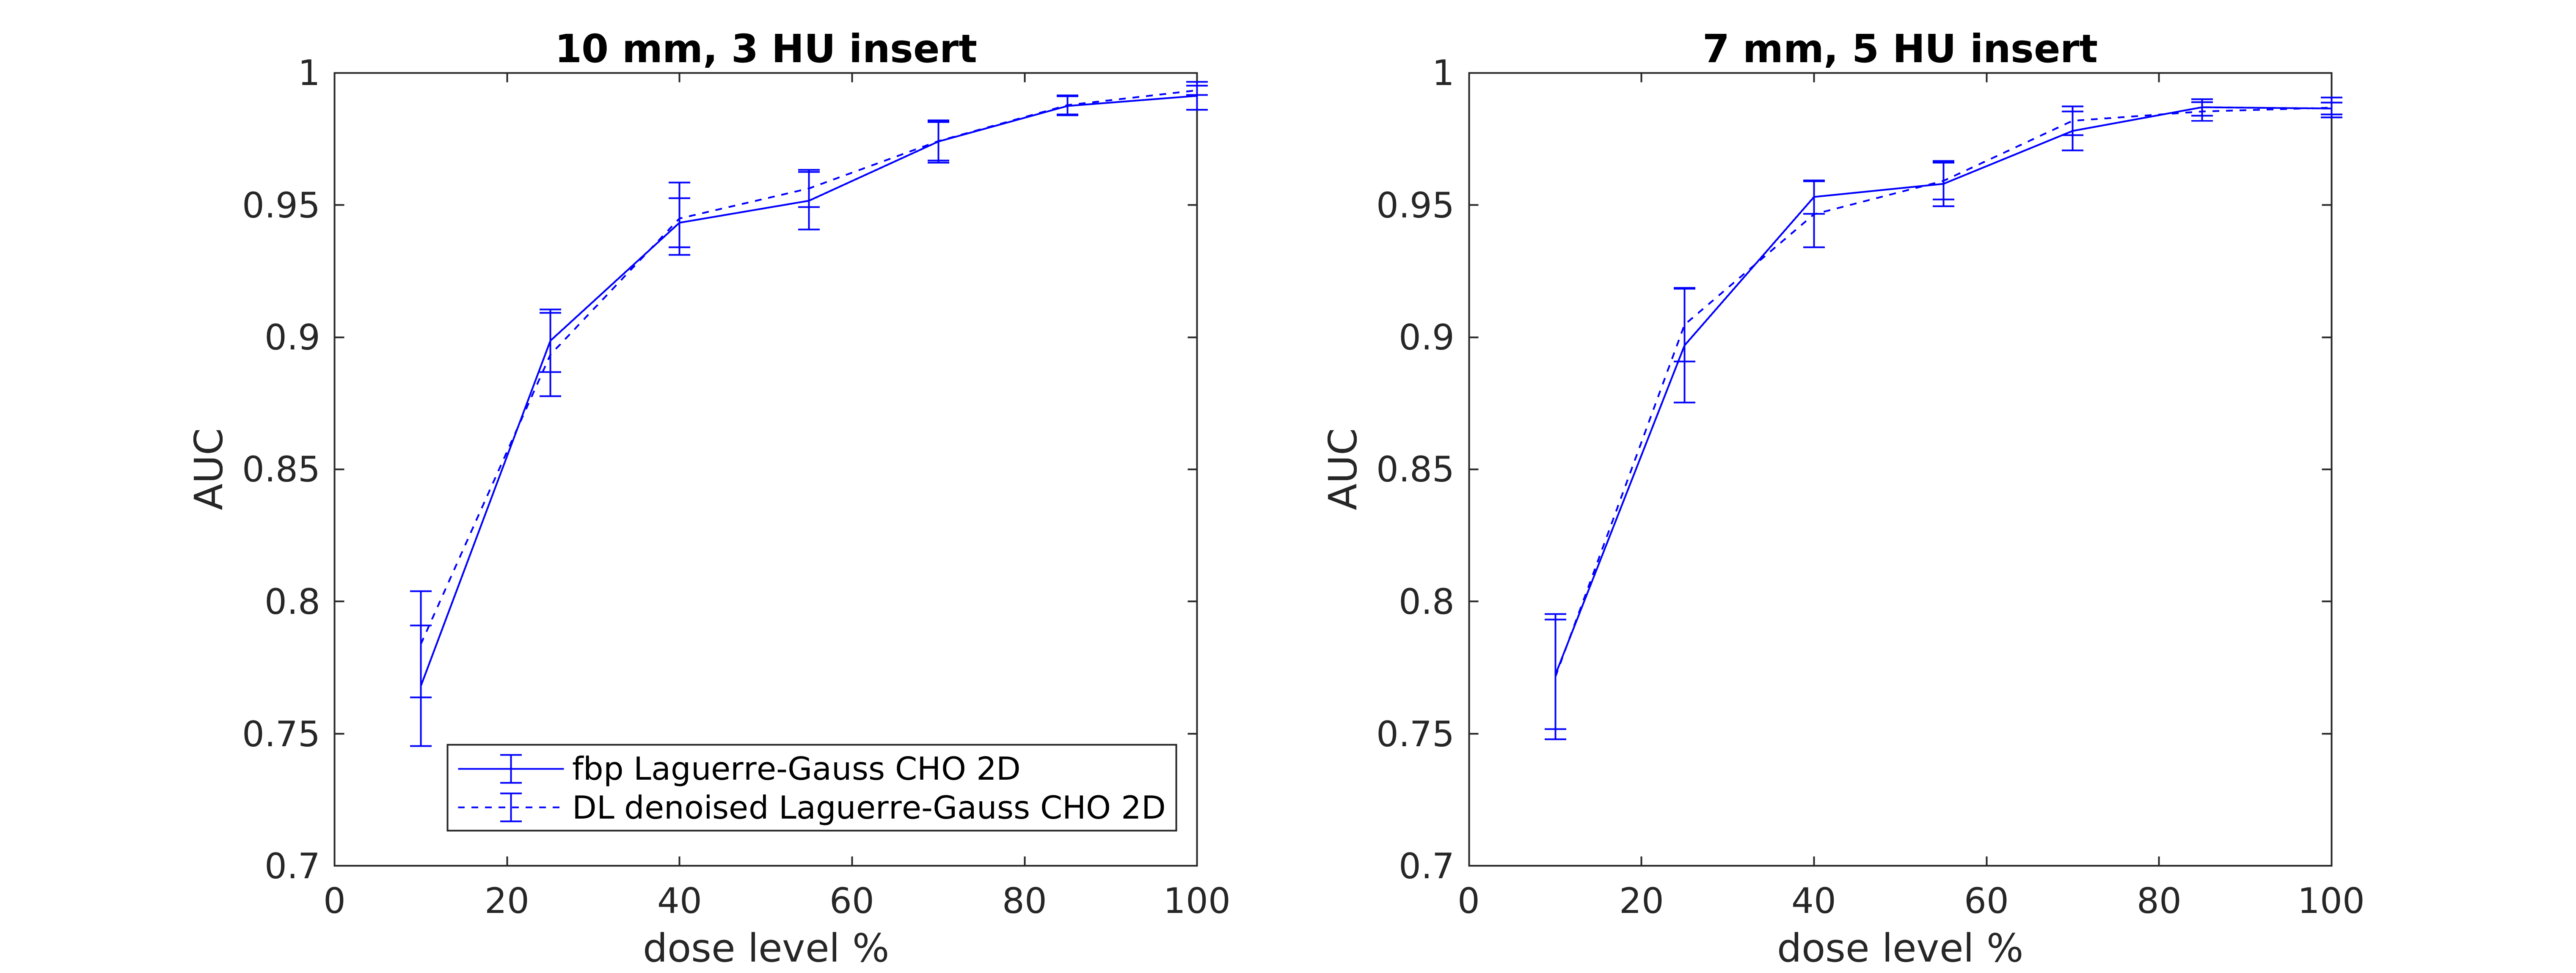 10 mm, 3 HU insert
1
0.95
0.9
0.85
0.8
0.75
0.7
AUC
fbp Laguerre-Gauss CHO 2D
DL denoised Laguerre-Gauss CHO 2D
0 20 40 60 80 100
dose level %
7 mm, 5 HU insert
1
0.95
0.9
0.85
0.8
0.75
0.7
AUC
0 20 40 60 80 100
dose level %